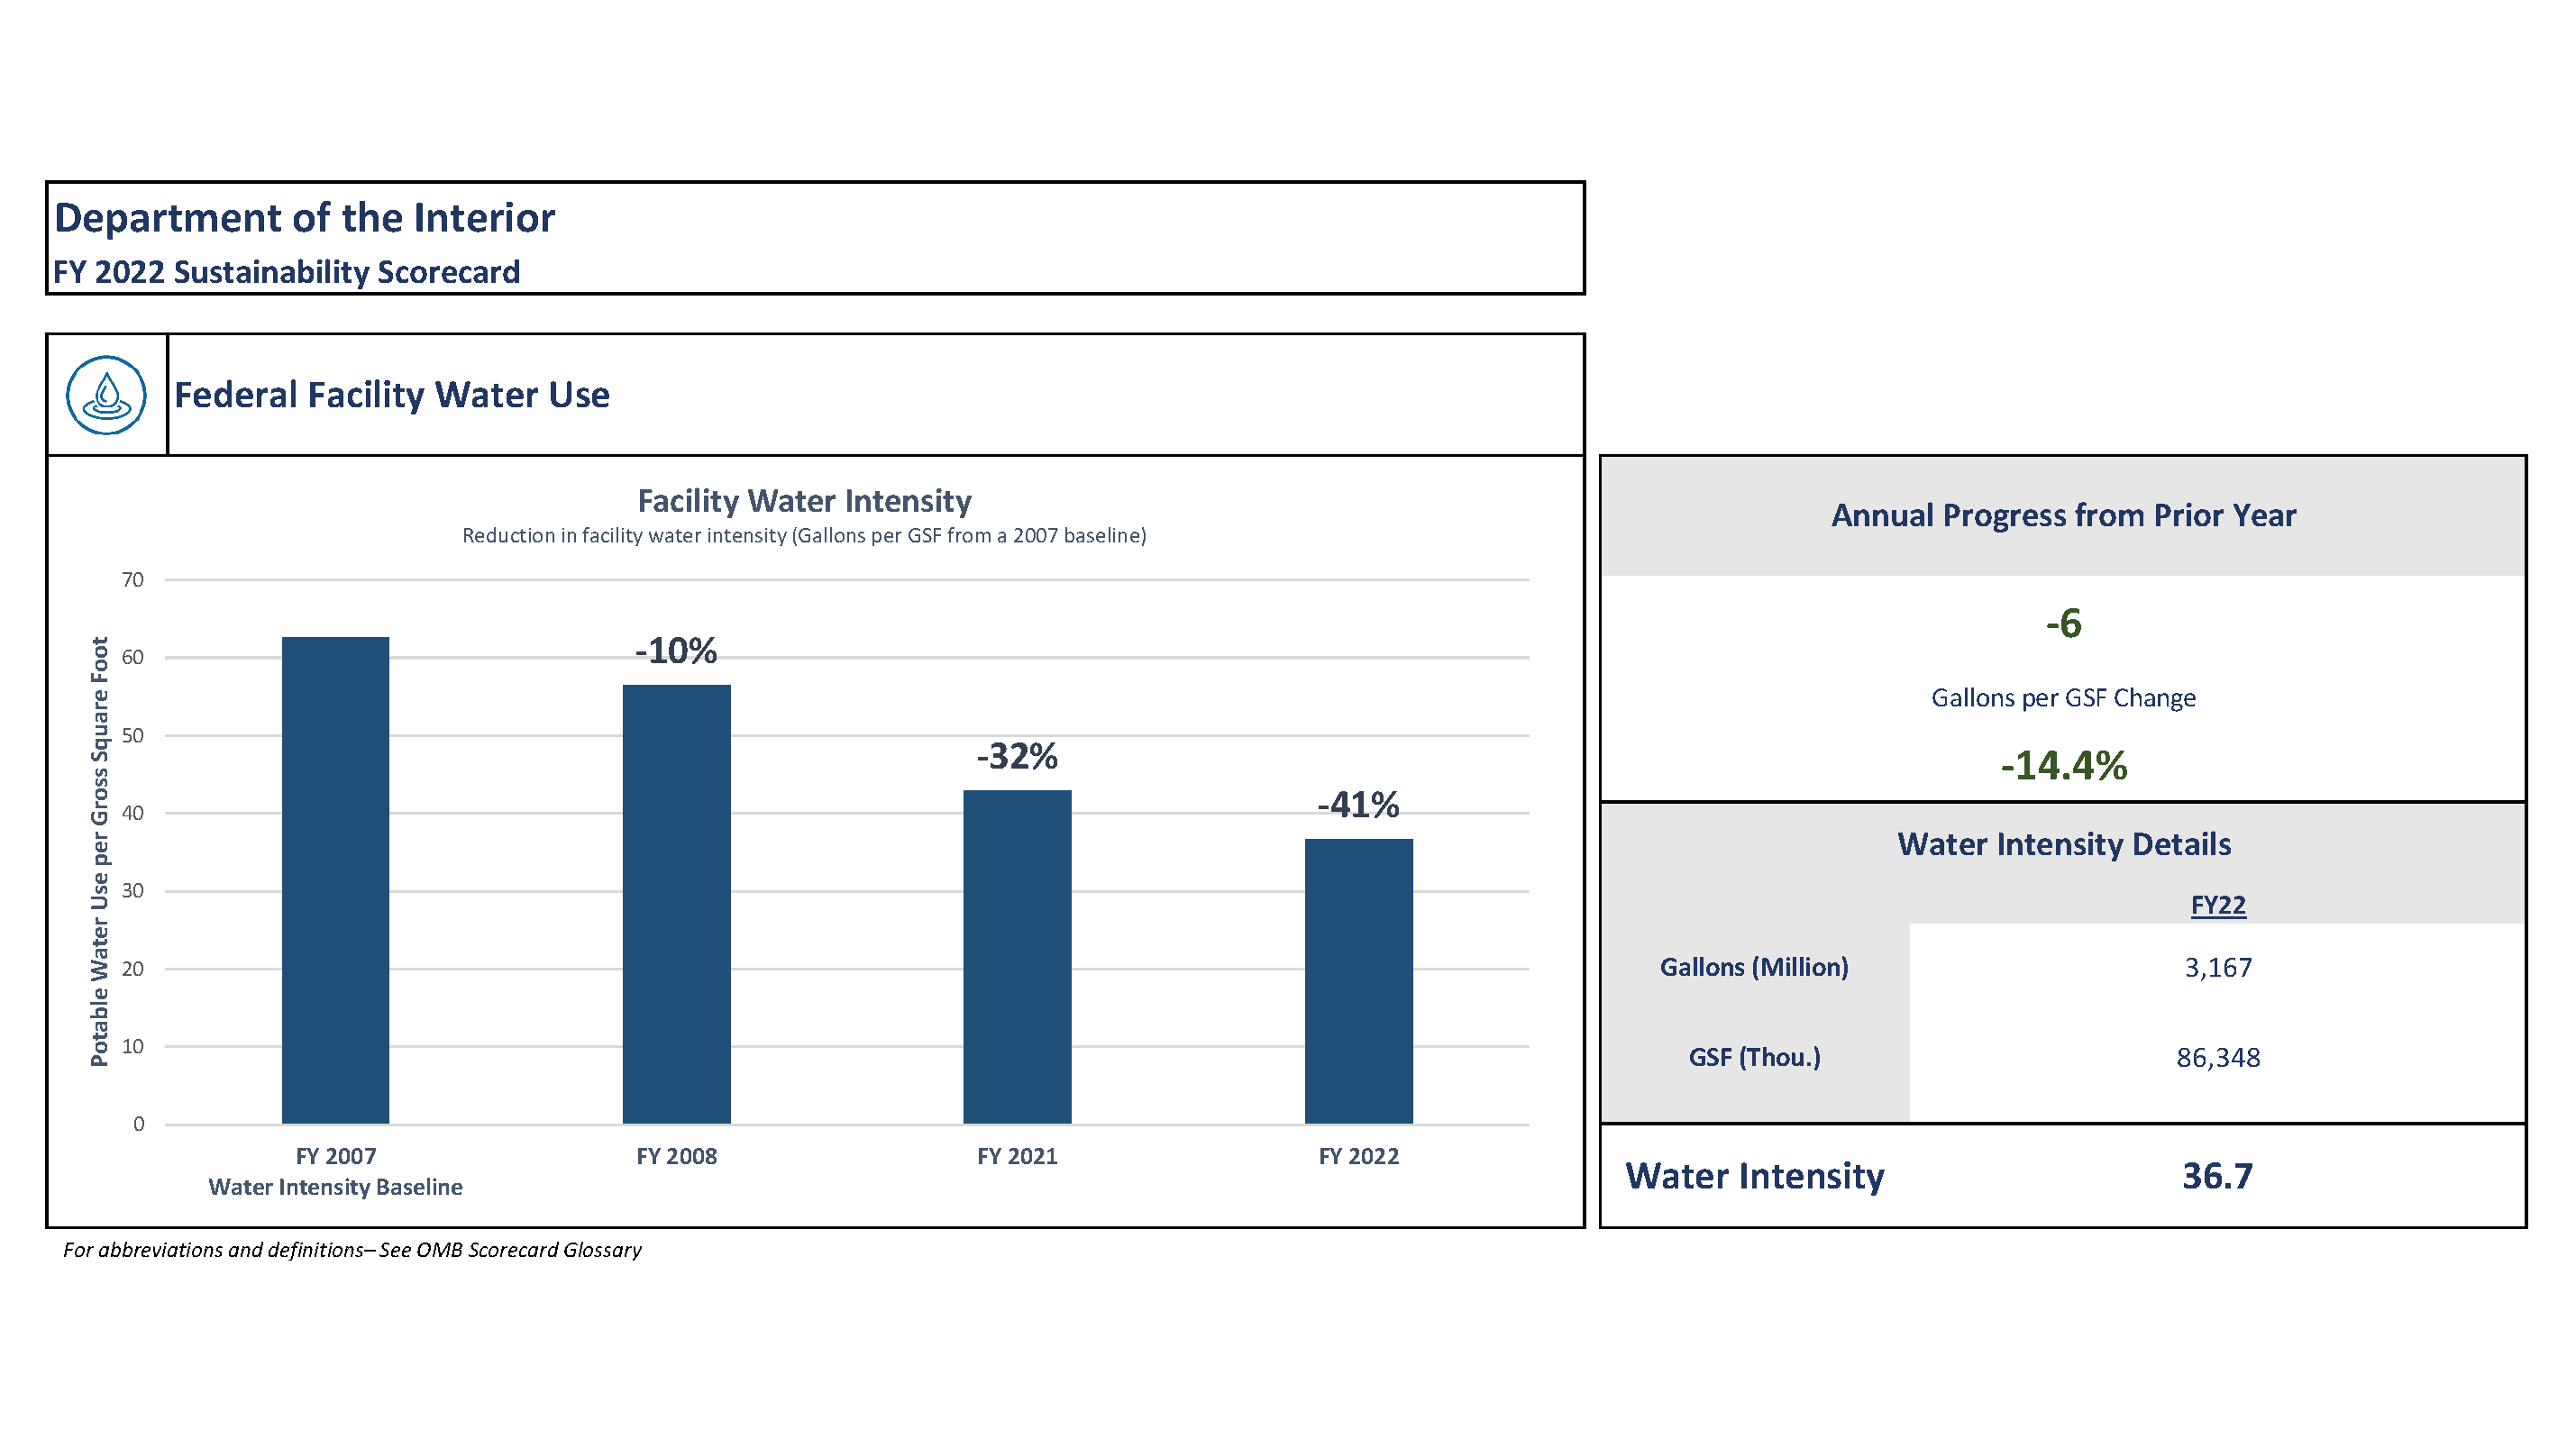 Department of the Interior
FY 2022 Sustainability Scorecard
Federal Facility Water Use
Facility Water Intensity
Reduction in facility water intensity (Gallons per GSF from a 2007 baseline)
Potable Water Use per Gross Square Foot
70
60
50
40
30
20
10
0
-10%
-32%
-41%
FY 2007
Water Intensity Baseline
FY 2008
FY 2021
FY 2022
Annual Progress from Prior Year
-6
Gallons per GSF Change
-14.4%
Water Intensity Details
FY22
Gallons (Million) 3,167
GSF (Thou.) 86,348
Water Intensity 36.7
For abbreviations and definitions– See OMB Scorecard Glossary